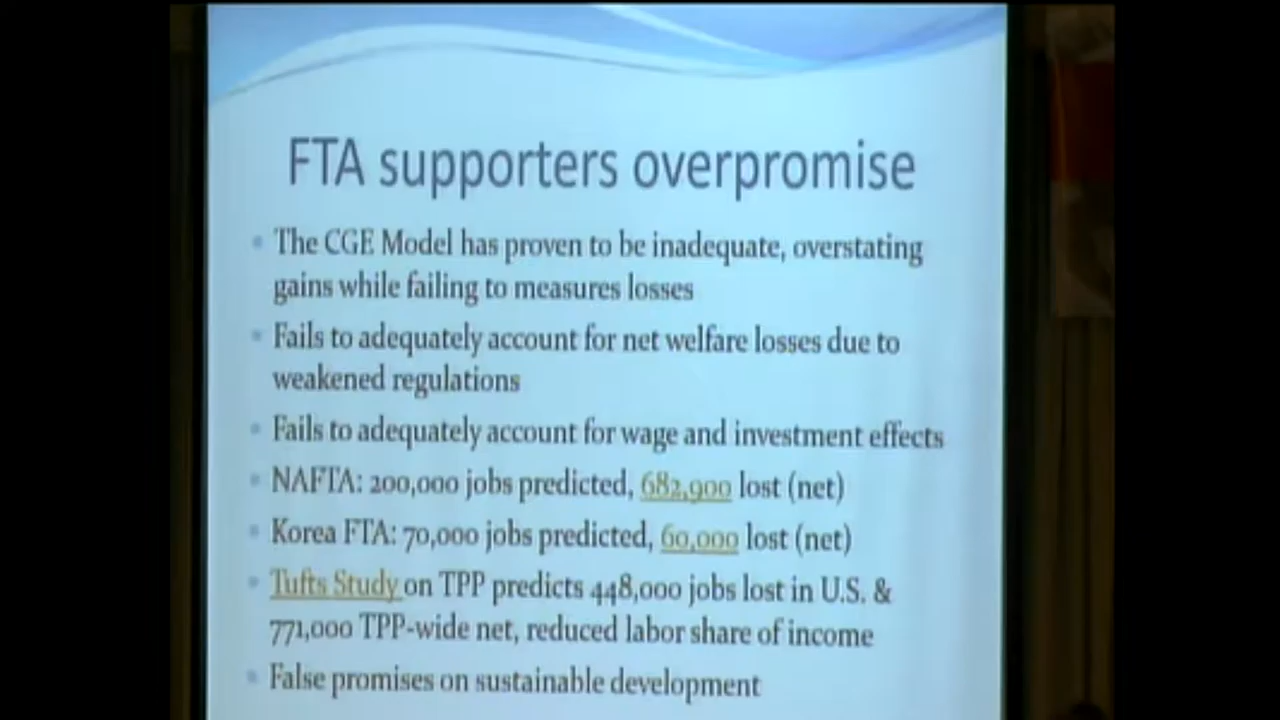 FTA supporters overpromise
The CGE Model has proven to be inadequate, overstating
gains while failing to measures losses
Fails to adequately account for net welfare losses due to
weakened regulations
Fails to adequately account for wage and investment effects
NAFTA: 200,000 jobs predicted, 682,900 lost (net)
Korea FTA: 70,000 jobs predicted, 60,000 lost (net)
Tufts Study on TPP predicts 448,000 jobs lost in U.S. &
771,000 TPP-wide net, reduced labor share of income
False promises on sustainable development